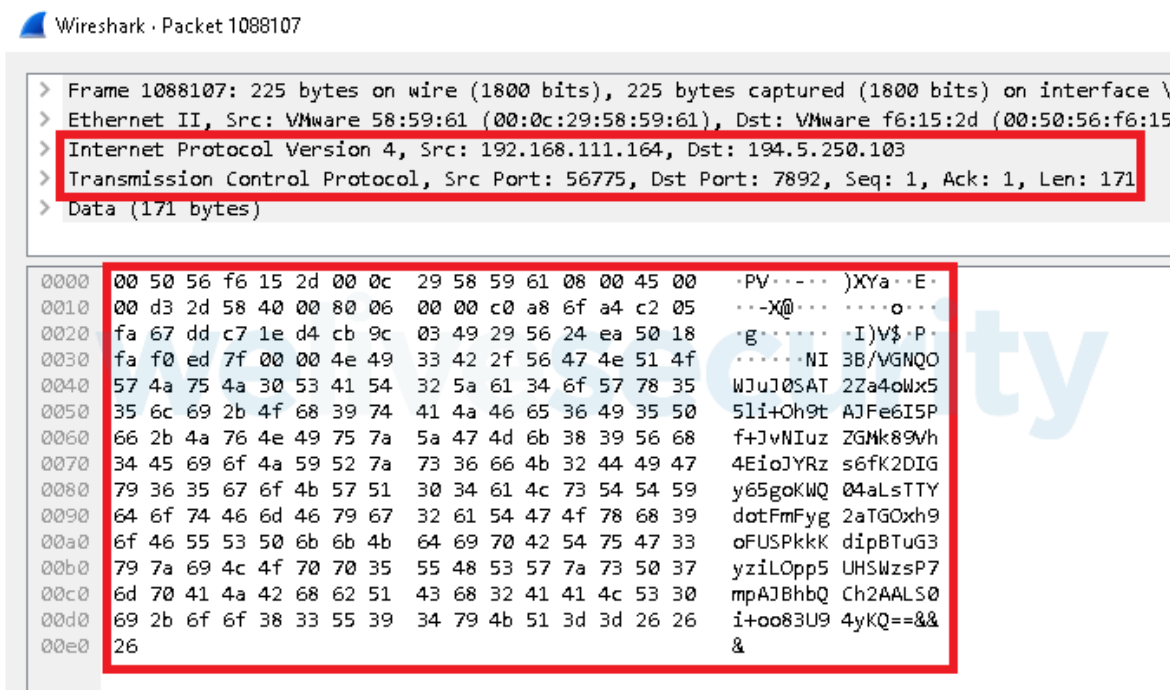 Wireshark · Packet 1088107
> Frame 1088107: 225 bytes on wire (1800 bits), 225 bytes captured (1800 bits) on interface \
> Ethernet II, Src: VMware 58:59:61 (00:0c:29:58:59:61), Dst: VMware f6:15:2d (00:50:56:f6:15
> Internet Protocol Version 4, Src: 192.168.111.164, Dst: 194.5.250.103
> Transmission Control Protocol, Src Port: 56775, Dst Port: 7892, Seq: 1, Ack: 1, Len: 171
> Data (171 bytes)
0000 00 50 56 f6 15 2d 00 0c 29 58 59 61 08 00 45 00 ·PV··-·· )XYa··E·
0010 00 d3 2d 58 40 00 80 06 00 00 c0 a8 6f a4 c2 05 ··-X@··· ····o···
0020 fa 67 dd c7 1e d4 cb 9c 03 49 29 56 24 ea 50 18 ·g······ ·I)V$·P·
0030 fa f0 ed 7f 00 00 4e 49 33 42 2f 56 47 4e 51 4f ······NI 3B/VGNQO
0040 57 4a 75 4a 30 53 41 54 32 5a 61 34 6f 57 78 35 WJuJ0SAT 2Za4oWx5
0050 35 6c 69 2b 4f 68 39 74 41 4a 46 65 36 49 35 50 5li+Oh9t AJFe6I5P
0060 66 2b 4a 76 4e 49 75 7a 5a 47 4d 6b 38 39 56 68 f+JvNIuz ZGMk89Vh
0070 34 45 69 6f 4a 59 52 7a 73 36 66 4b 32 44 49 47 4EioJYRz s6fK2DIG
0080 79 36 35 67 6f 4b 57 51 30 34 61 4c 73 54 54 59 y65goKWQ 04aLsTTY
0090 64 6f 74 46 6d 46 79 67 32 61 54 47 4f 78 68 39 dotFmFyg 2aTGOxh9
00a0 6f 46 55 53 50 6b 6b 4b 64 69 70 42 54 75 47 33 oFUSPkkK dipBTuG3
00b0 79 7a 69 4c 4f 70 70 35 55 48 53 57 7a 73 50 37 yziLOpp5 UHSWzsP7
00c0 6d 70 41 4a 42 68 62 51 43 68 32 41 41 4c 53 30 mpAJBhbQ Ch2AALS0
00d0 69 2b 6f 6f 38 33 55 39 34 79 4b 51 3d 3d 26 26 i+oo83U9 4yKQ==&&
00e0 26 &
welivesecurity